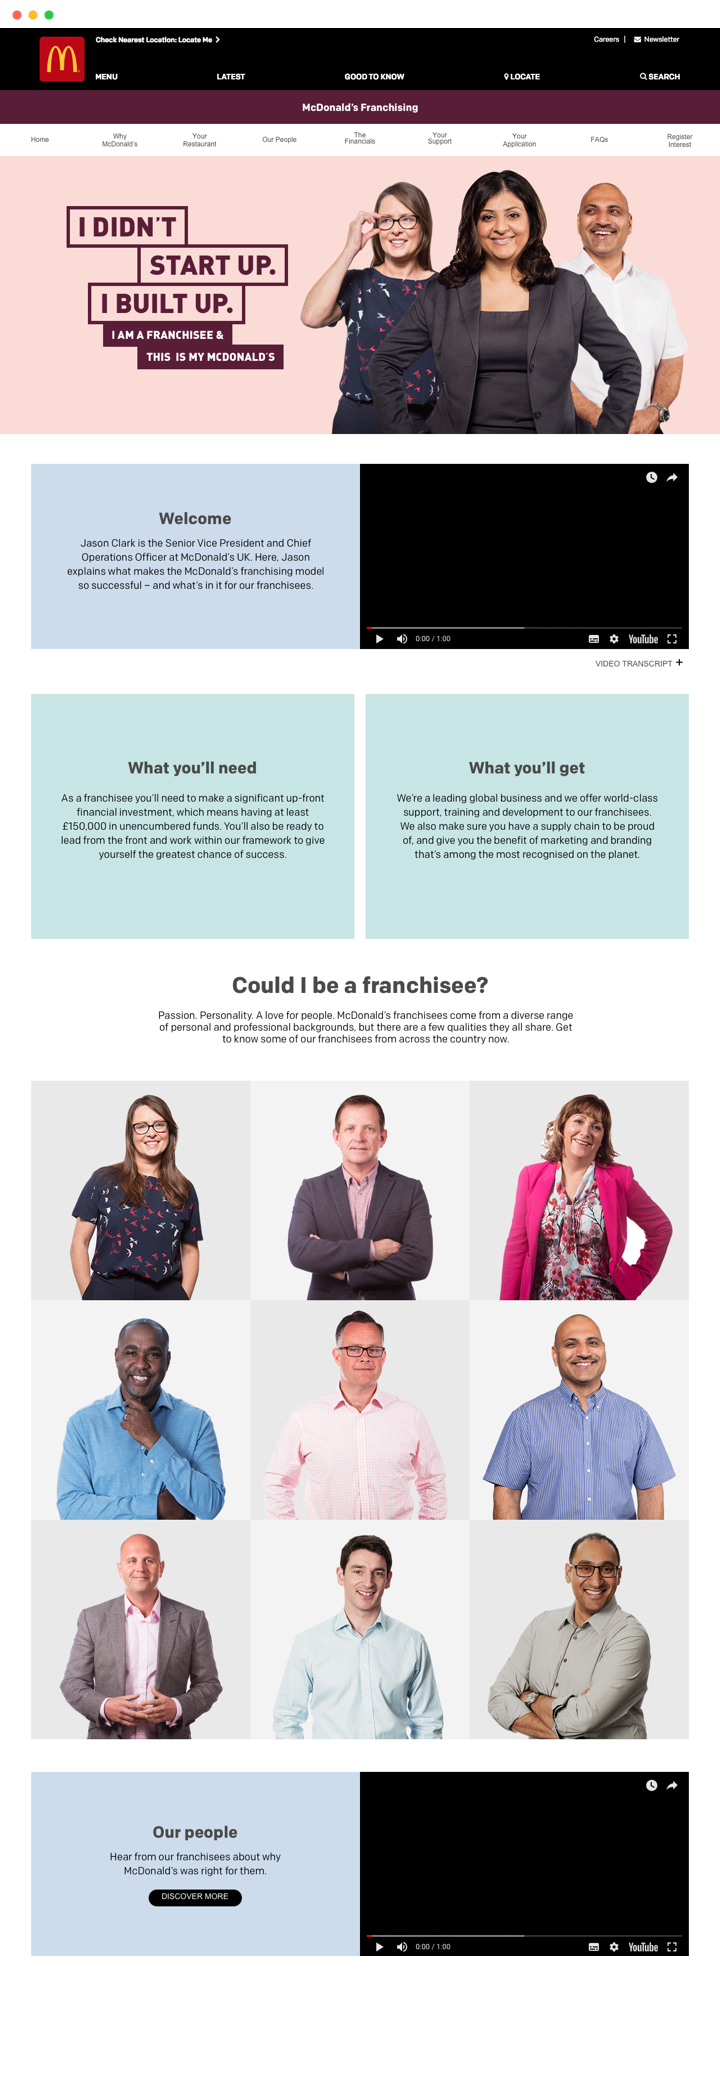 Check Nearest Location: Locate Me
Careers |
Newsletter
MENU
LATEST
GOOD TO KNOW
LOCATE
SEARCH
McDonald's Franchising
Home
Why
McDonald's
Your
Restaurant
Our People
The
Financials
Your
Support
Your
Application
FAQs
Register
Interest
I DIDN'T
START UP.
I BUILT UP.
I AM A FRANCHISEE &
THIS IS MY MCDONALD'S
Welcome
Jason Clark is the Senior Vice President and Chief
Operations Officer at McDonald's UK. Here, Jason
explains what makes the McDonald's franchising model
so successful – and what's in it for our franchisees.
0:00 / 1:00
YouTube
VIDEO TRANSCRIPT +
What you'll need
As a franchisee you'll need to make a significant up-front
financial investment, which means having at least
£150,000 in unencumbered funds. You'll also be ready to
lead from the front and work within our framework to give
yourself the greatest chance of success.
What you'll get
We're a leading global business and we offer world-class
support, training and development to our franchisees.
We also make sure you have a supply chain to be proud
of, and give you the benefit of marketing and branding
that's among the most recognised on the planet.
Could I be a franchisee?
Passion. Personality. A love for people. McDonald's franchisees come from a diverse range
of personal and professional backgrounds, but there are a few qualities they all share. Get
to know some of our franchisees from across the country now.
Our people
Hear from our franchisees about why
McDonald's was right for them.
DISCOVER MORE
0:00 / 1:00
YouTube